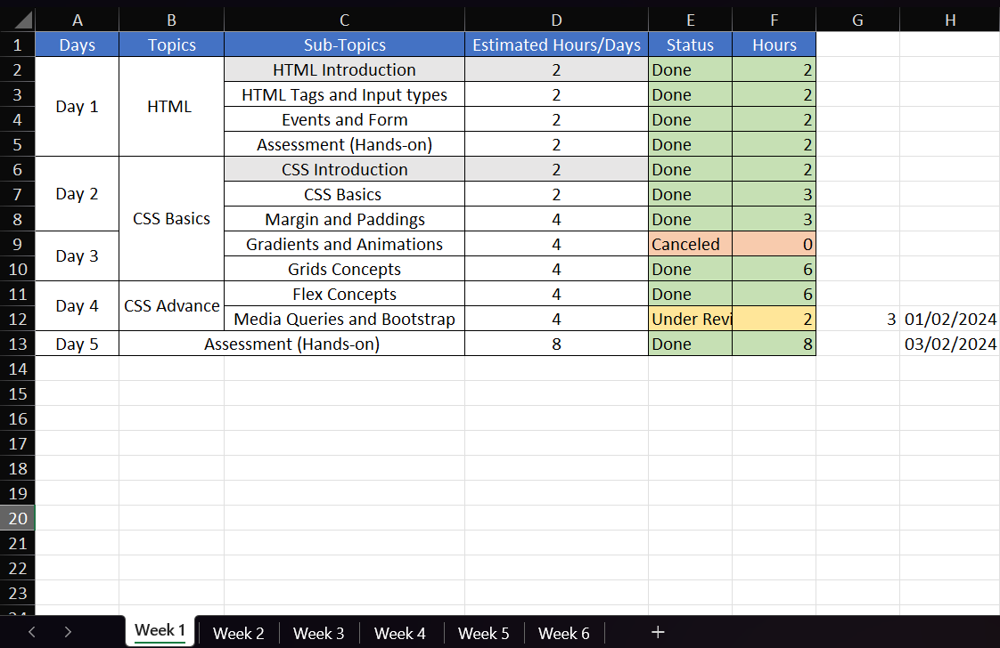 A B C D E F G H
1 Days Topics Sub-Topics Estimated Hours/Days Status Hours
2 HTML Introduction 2 Done 2
3 Day 1 HTML HTML Tags and Input types 2 Done 2
4 Events and Form 2 Done 2
5 Assessment (Hands-on) 2 Done 2
6 CSS Introduction 2 Done 2
7 Day 2 CSS Basics 2 Done 3
8 CSS Basics Margin and Paddings 4 Done 3
9 Day 3 Gradients and Animations 4 Canceled 0
10 Grids Concepts 4 Done 6
11 Day 4 CSS Advance Flex Concepts 4 Done 6
12 Media Queries and Bootstrap 4 Under Revi 2 3 01/02/2024
13 Day 5 Assessment (Hands-on) 8 Done 8 03/02/2024
14
15
16
17
18
19
20
21
22
23
24
Week 1 Week 2 Week 3 Week 4 Week 5 Week 6 +